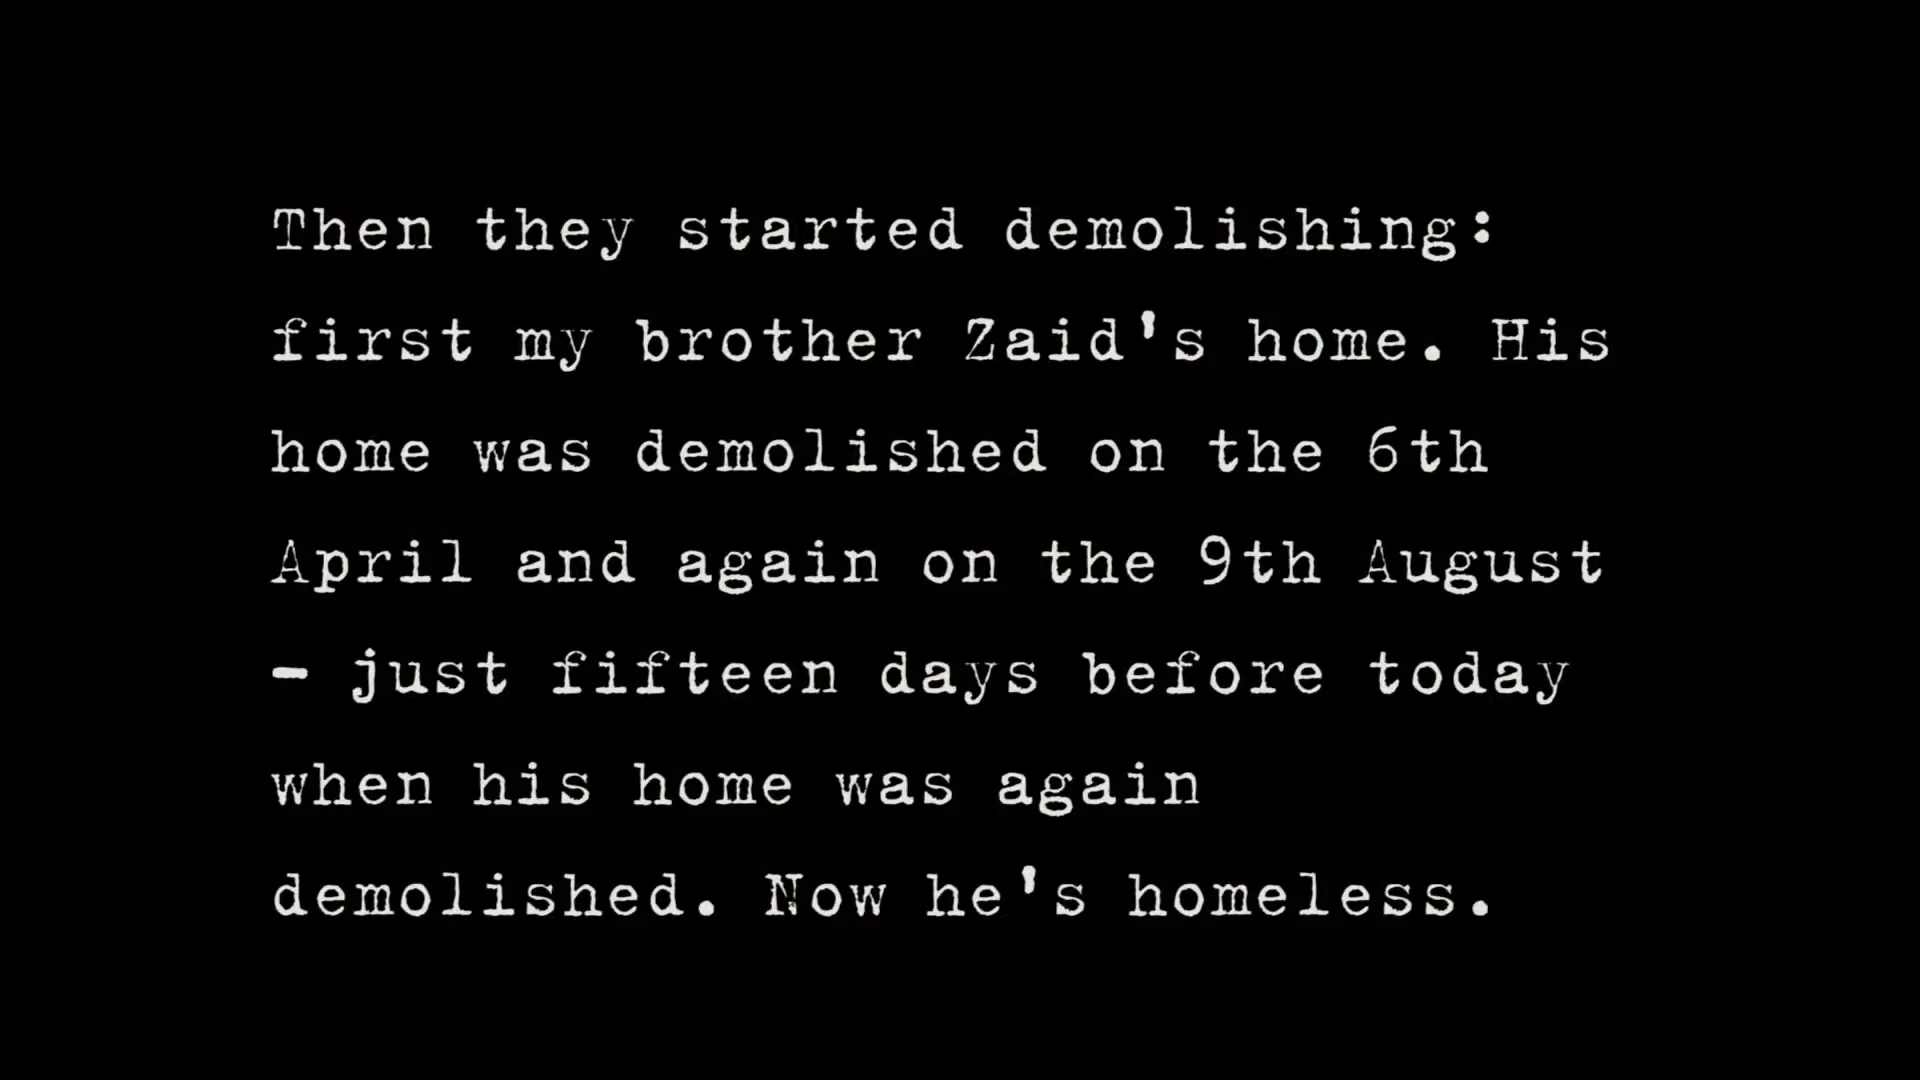 Then they started demolishing:
first my brother Zaid's home. His
home was demolished on the 6th
April and again on the 9th August
- just fifteen days before today
when his home was again
demolished. Now he's homeless.